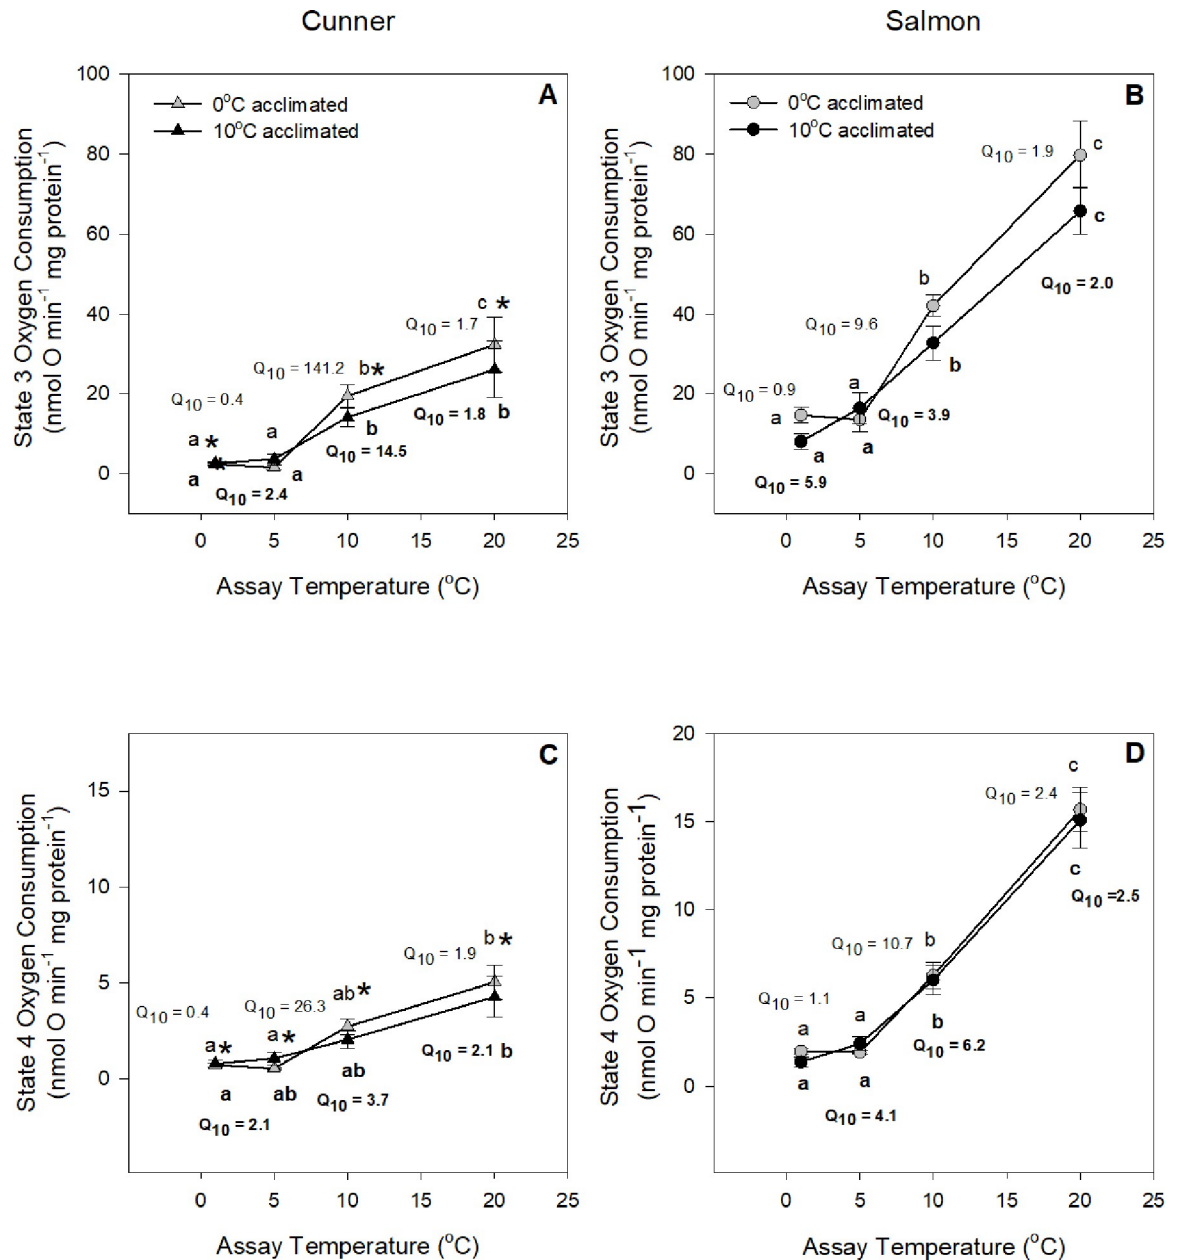 Cunner
Salmon
A
0°C acclimated
10°C acclimated
100
80
60
40
20
0
State 3 Oxygen Consumption
(nmol O min⁻¹ mg protein⁻¹)
Q₁₀ = 0.4
Q₁₀ = 141.2
Q₁₀ = 1.7
a *
a
b*
c *
a
a
b
b
Q₁₀ = 2.4
Q₁₀ = 14.5
Q₁₀ = 1.8
0 5 10 15 20 25
Assay Temperature (°C)
B
0°C acclimated
10°C acclimated
100
80
60
40
20
0
State 3 Oxygen Consumption
(nmol O min⁻¹ mg protein⁻¹)
Q₁₀ = 0.9
Q₁₀ = 9.6
Q₁₀ = 1.9
a
a
b
c
a
a
b
c
Q₁₀ = 5.9
Q₁₀ = 3.9
Q₁₀ = 2.0
0 5 10 15 20 25
Assay Temperature (°C)
C
15
10
5
0
State 4 Oxygen Consumption
(nmol O min⁻¹ mg protein⁻¹)
Q₁₀ = 0.4
Q₁₀ = 26.3
Q₁₀ = 1.9
a*
a*
ab*
b*
a
ab
ab
b
Q₁₀ = 2.1
Q₁₀ = 3.7
Q₁₀ = 2.1
0 5 10 15 20 25
Assay Temperature (°C)
D
20
15
10
5
0
State 4 Oxygen Consumption
(nmol O min⁻¹ mg protein⁻¹)
Q₁₀ = 1.1
Q₁₀ = 10.7
Q₁₀ = 2.4
a
a
b
c
a
a
b
c
Q₁₀ = 4.1
Q₁₀ = 6.2
Q₁₀ =2.5
0 5 10 15 20 25
Assay Temperature (°C)